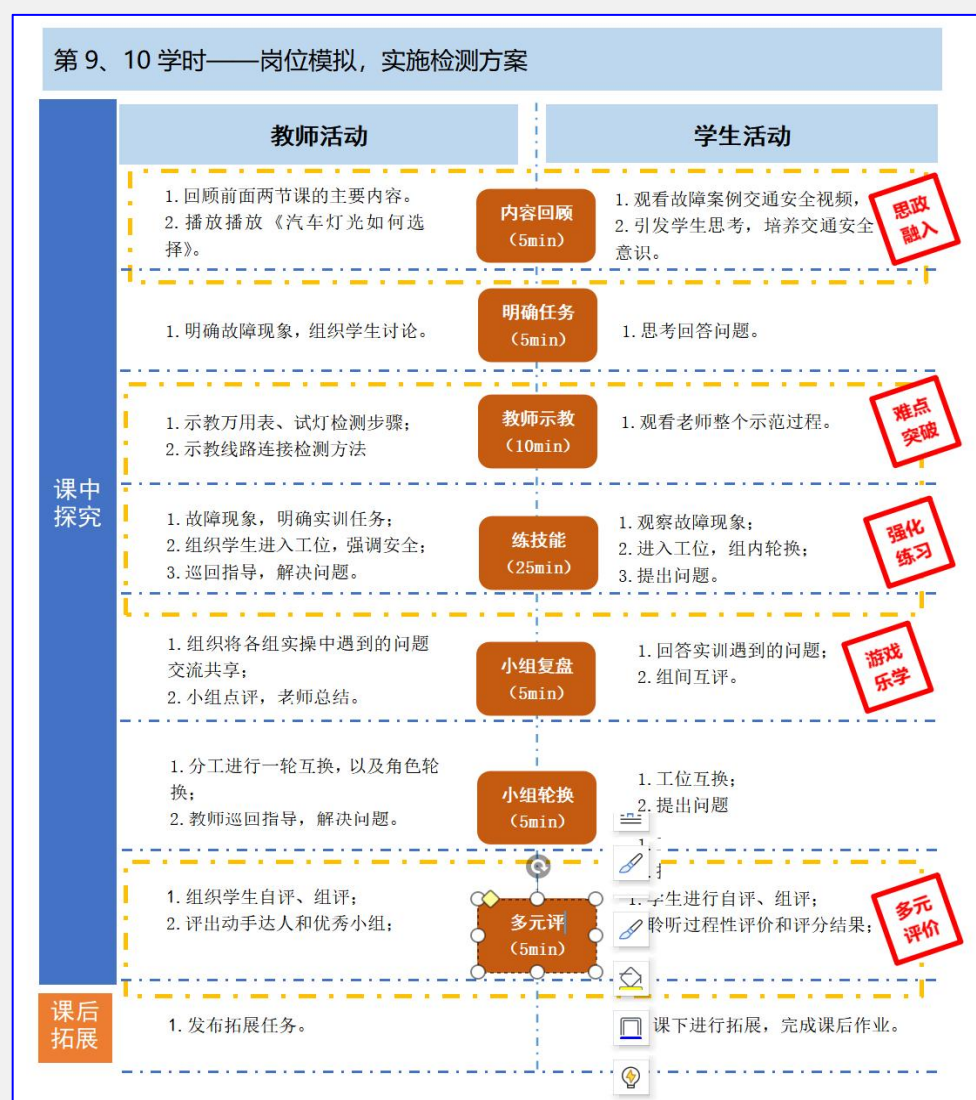 第 9、10 学时——岗位模拟，实施检测方案
教师活动
学生活动
课中
探究
1. 回顾前面两节课的主要内容。
2. 播放播放《汽车灯光如何选
择》。
内容回顾
（5min）
1. 观看故障案例交通安全视频，
2. 引发学生思考，培养交通安全
意识。
思政
融入
1. 明确故障现象，组织学生讨论。
明确任务
（5min）
1. 思考回答问题。
1. 示教万用表、试灯检测步骤；
2. 示教线路连接检测方法
教师示教
（10min）
1. 观看老师整个示范过程。
难点
突破
1. 故障现象，明确实训任务；
2. 组织学生进入工位，强调安全；
3. 巡回指导，解决问题。
练技能
（25min）
1. 观察故障现象；
2. 进入工位，组内轮换；
3. 提出问题。
强化
练习
1. 组织将各组实操中遇到的问题
交流共享；
2. 小组点评，老师总结。
小组复盘
（5min）
1. 回答实训遇到的问题；
2. 组间互评。
游戏
乐学
1. 分工进行一轮互换，以及角色轮
换；
2. 教师巡回指导，解决问题。
小组轮换
（5min）
1. 工位互换；
2. 提出问题
1. 组织学生自评、组评；
2. 评出动手达人和优秀小组；
多元评
（5min）
学生进行自评、组评；
聆听过程性评价和评分结果；
多元
评价
课后
拓展
1. 发布拓展任务。
课下进行拓展，完成课后作业。